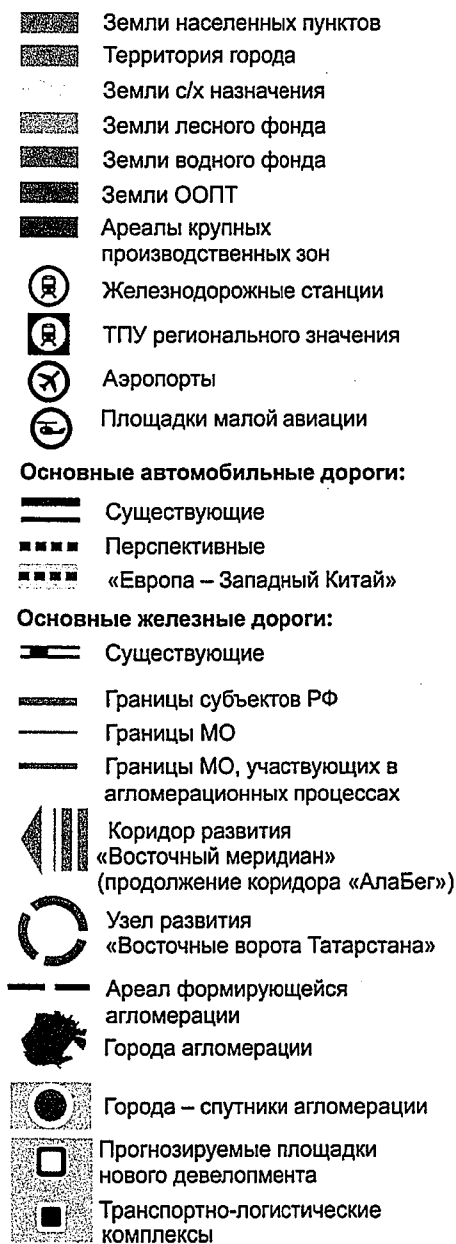 Земли населенных пунктов
Территория города
Земли с/х назначения
Земли лесного фонда
Земли водного фонда
Земли ООПТ
Ареалы крупных
производственных зон
Железнодорожные станции
ТПУ регионального значения
Аэропорты
Площадки малой авиации
Основные автомобильные дороги:
Существующие
Перспективные
«Европа – Западный Китай»
Основные железные дороги:
Существующие
Границы субъектов РФ
Границы МО
Границы МО, участвующих в
агломерационных процессах
Коридор развития
«Восточный меридиан»
(продолжение коридора «АлаБег»)
Узел развития
«Восточные ворота Татарстана»
Ареал формирующейся
агломерации
Города агломерации
Города – спутники агломерации
Прогнозируемые площадки
нового девелопмента
Транспортно-логистические
комплексы